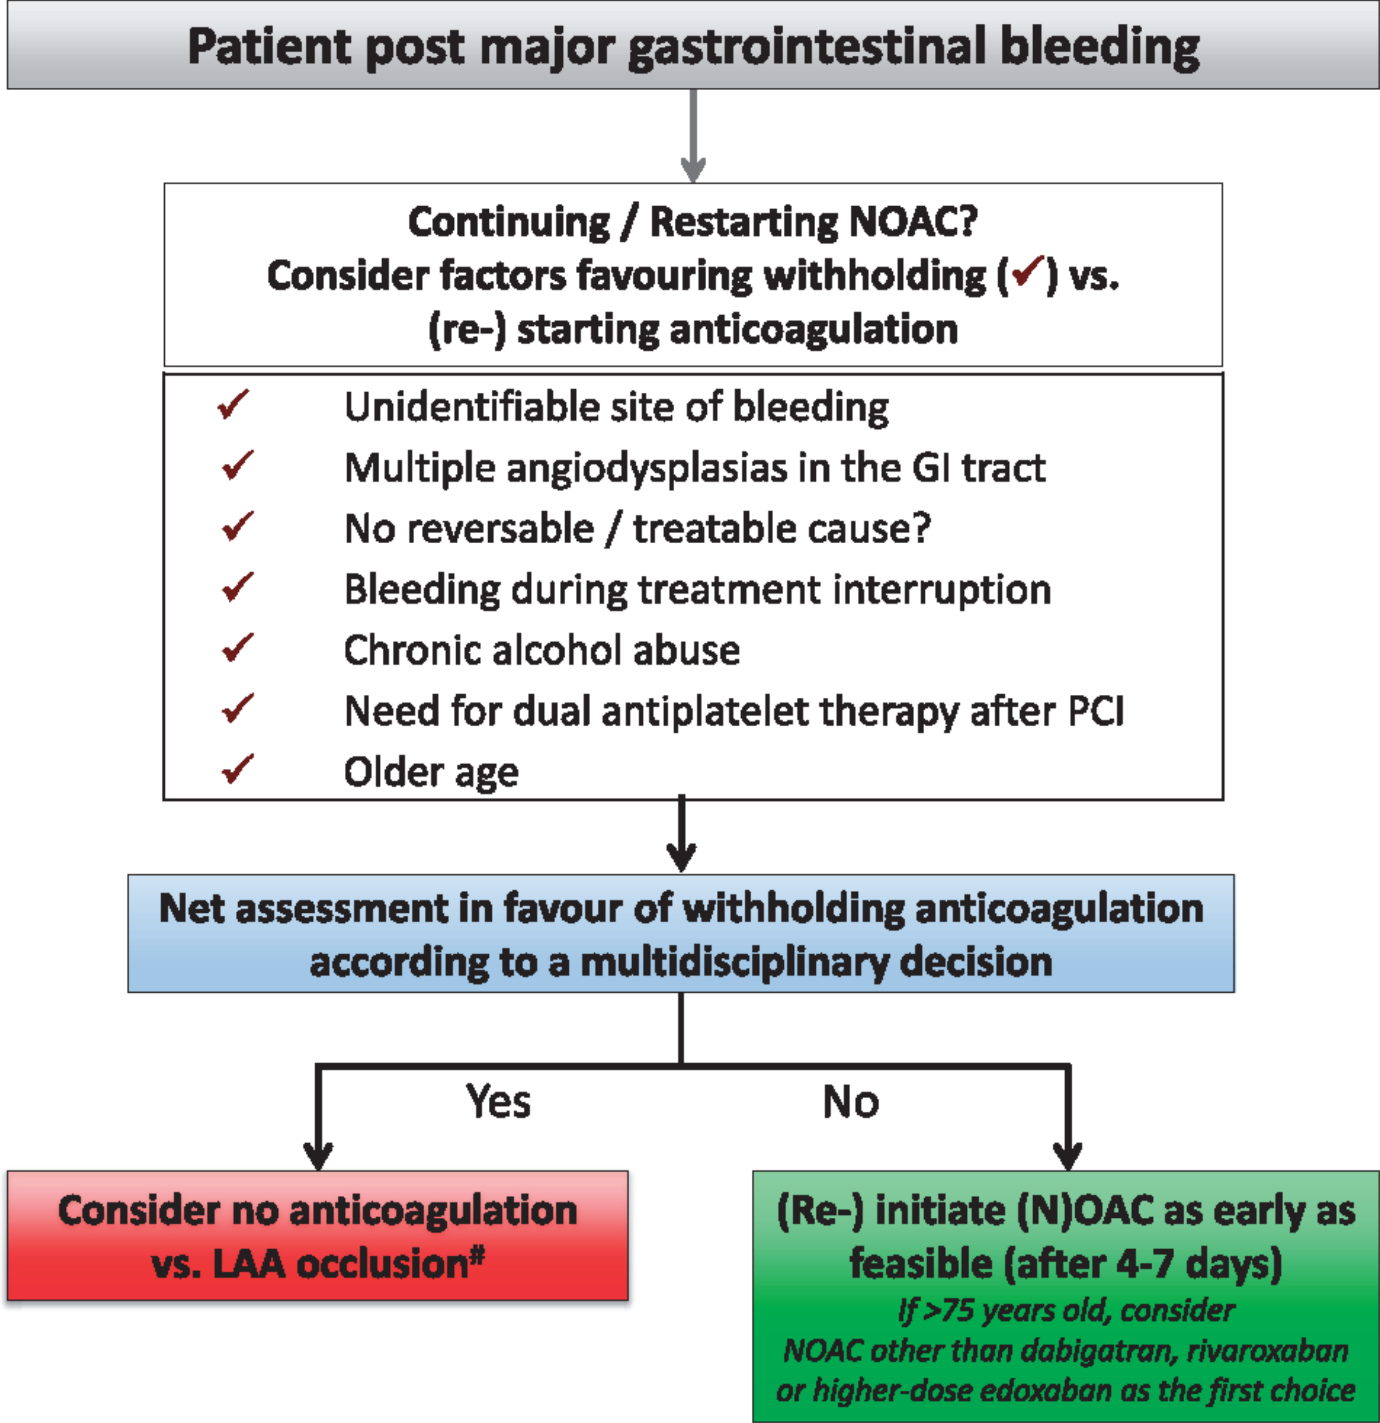 Patient post major gastrointestinal bleeding
Continuing / Restarting NOAC?
Consider factors favouring withholding (✓) vs.
(re-) starting anticoagulation
✓ Unidentifiable site of bleeding
✓ Multiple angiodysplasias in the GI tract
✓ No reversable / treatable cause?
✓ Bleeding during treatment interruption
✓ Chronic alcohol abuse
✓ Need for dual antiplatelet therapy after PCI
✓ Older age
Net assessment in favour of withholding anticoagulation
according to a multidisciplinary decision
Yes
No
Consider no anticoagulation
vs. LAA occlusion#
(Re-) initiate (N)OAC as early as
feasible (after 4-7 days)
If >75 years old, consider
NOAC other than dabigatran, rivaroxaban
or higher-dose edoxaban as the first choice